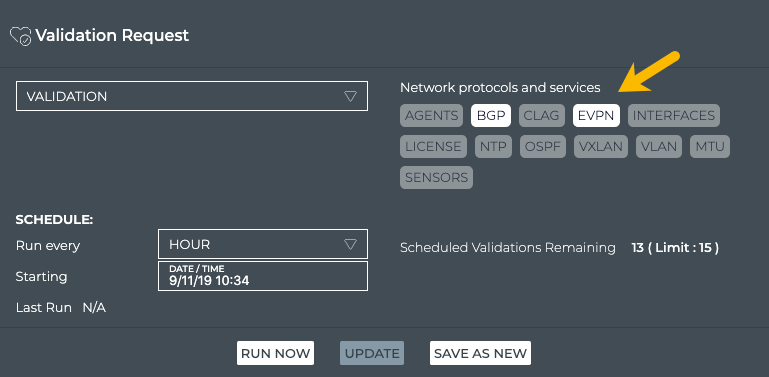 Validation Request
VALIDATION
Network protocols and services
AGENTS BGP CLAG EVPN INTERFACES
LICENSE NTP OSPF VXLAN VLAN MTU
SENSORS
SCHEDULE:
Run every HOUR
Starting DATE / TIME
9/11/19 10:34
Last Run N/A
Scheduled Validations Remaining 13 ( Limit : 15 )
RUN NOW UPDATE SAVE AS NEW